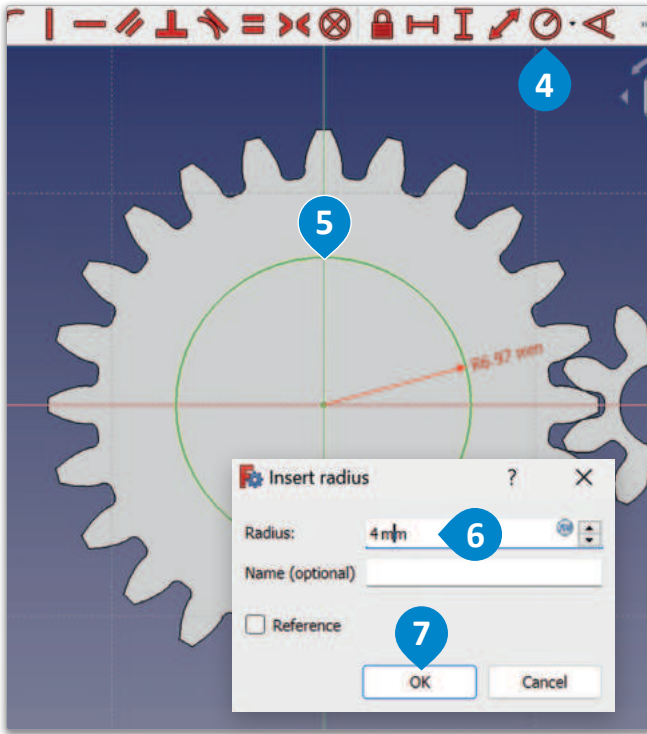 4
5
R6.97 mm
Insert radius
?
Radius:
4 mm
6
Name (optional)
Reference
7
OK
Cancel